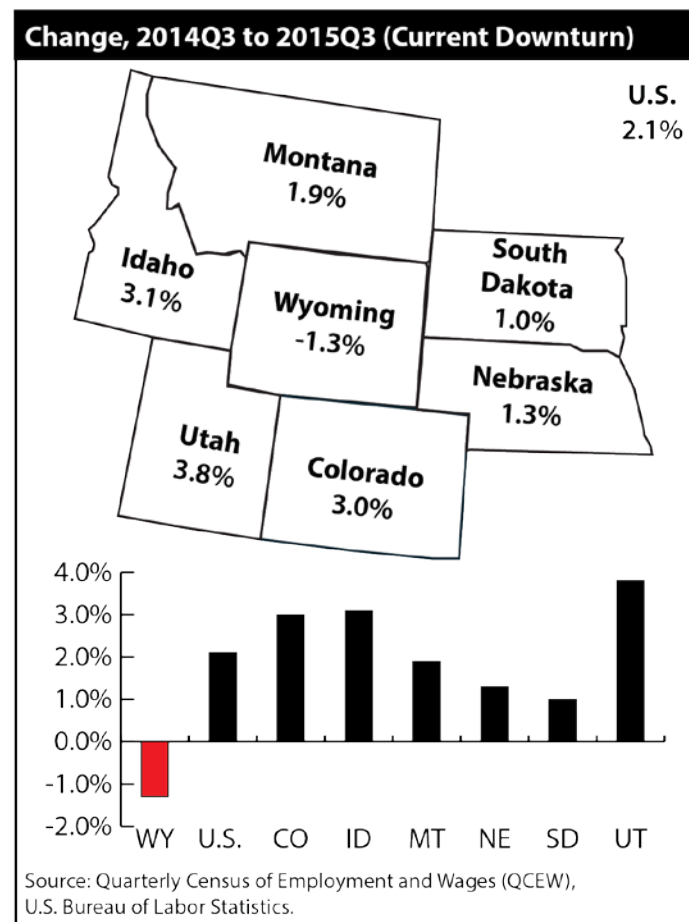 Change, 2014Q3 to 2015Q3 (Current Downturn)
U.S.
2.1%
Montana
1.9%
Idaho
3.1%
Wyoming
-1.3%
South
Dakota
1.0%
Nebraska
1.3%
Utah
3.8%
Colorado
3.0%
4.0%
3.0%
2.0%
1.0%
0.0%
-1.0%
-2.0%
WY U.S. CO ID MT NE SD UT
Source: Quarterly Census of Employment and Wages (QCEW),
U.S. Bureau of Labor Statistics.